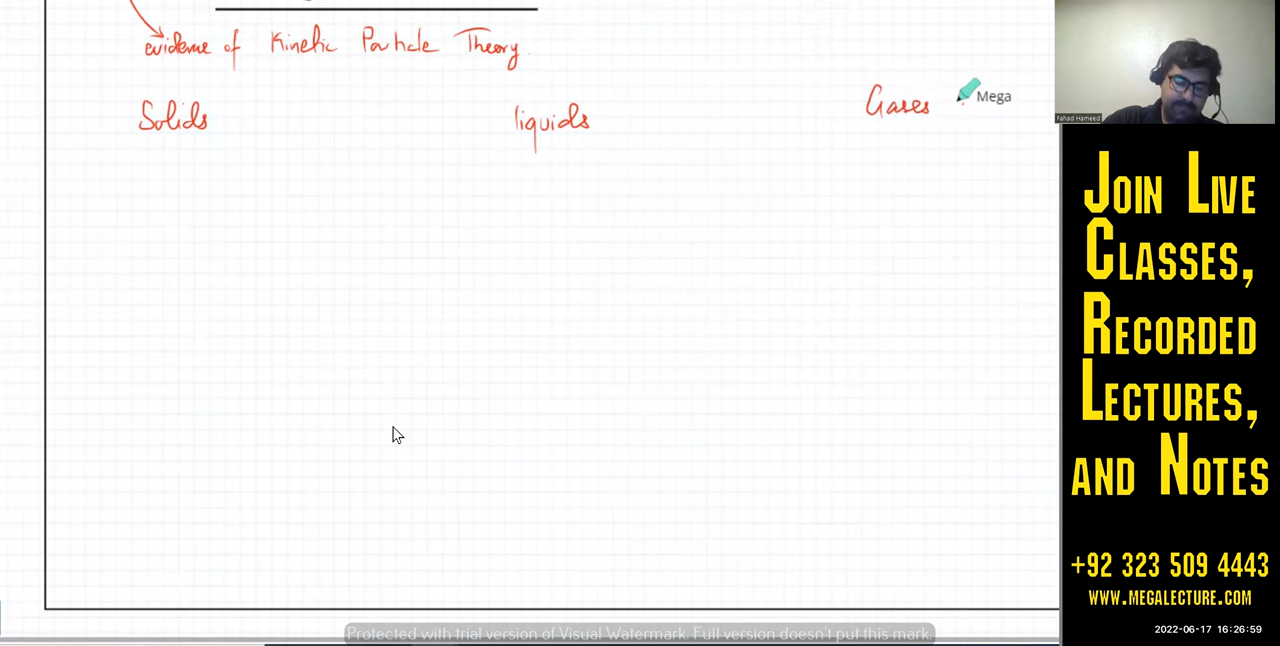 evidence of Kinetic Particle Theory
Solids
liquids
Gases
Mega
Fahad Hameed
JOIN LIVE
CLASSES,
RECORDED
LECTURES,
AND NOTES
+92 323 509 4443
WWW.MEGALECTURE.COM
2022-06-17 16:26:59
Protected with trial version of Visual Watermark. Full version doesn't put this mark.